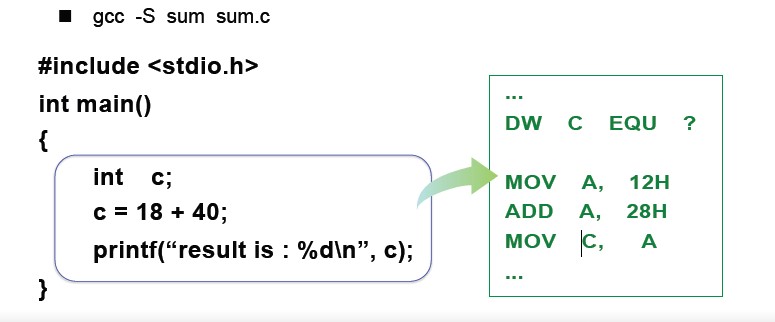 ■ gcc -S sum sum.c
#include <stdio.h>
int main()
{
int c;
c = 18 + 40;
printf(“result is : %d\n”, c);
}
...
DW C EQU ?
MOV A, 12H
ADD A, 28H
MOV C, A
...